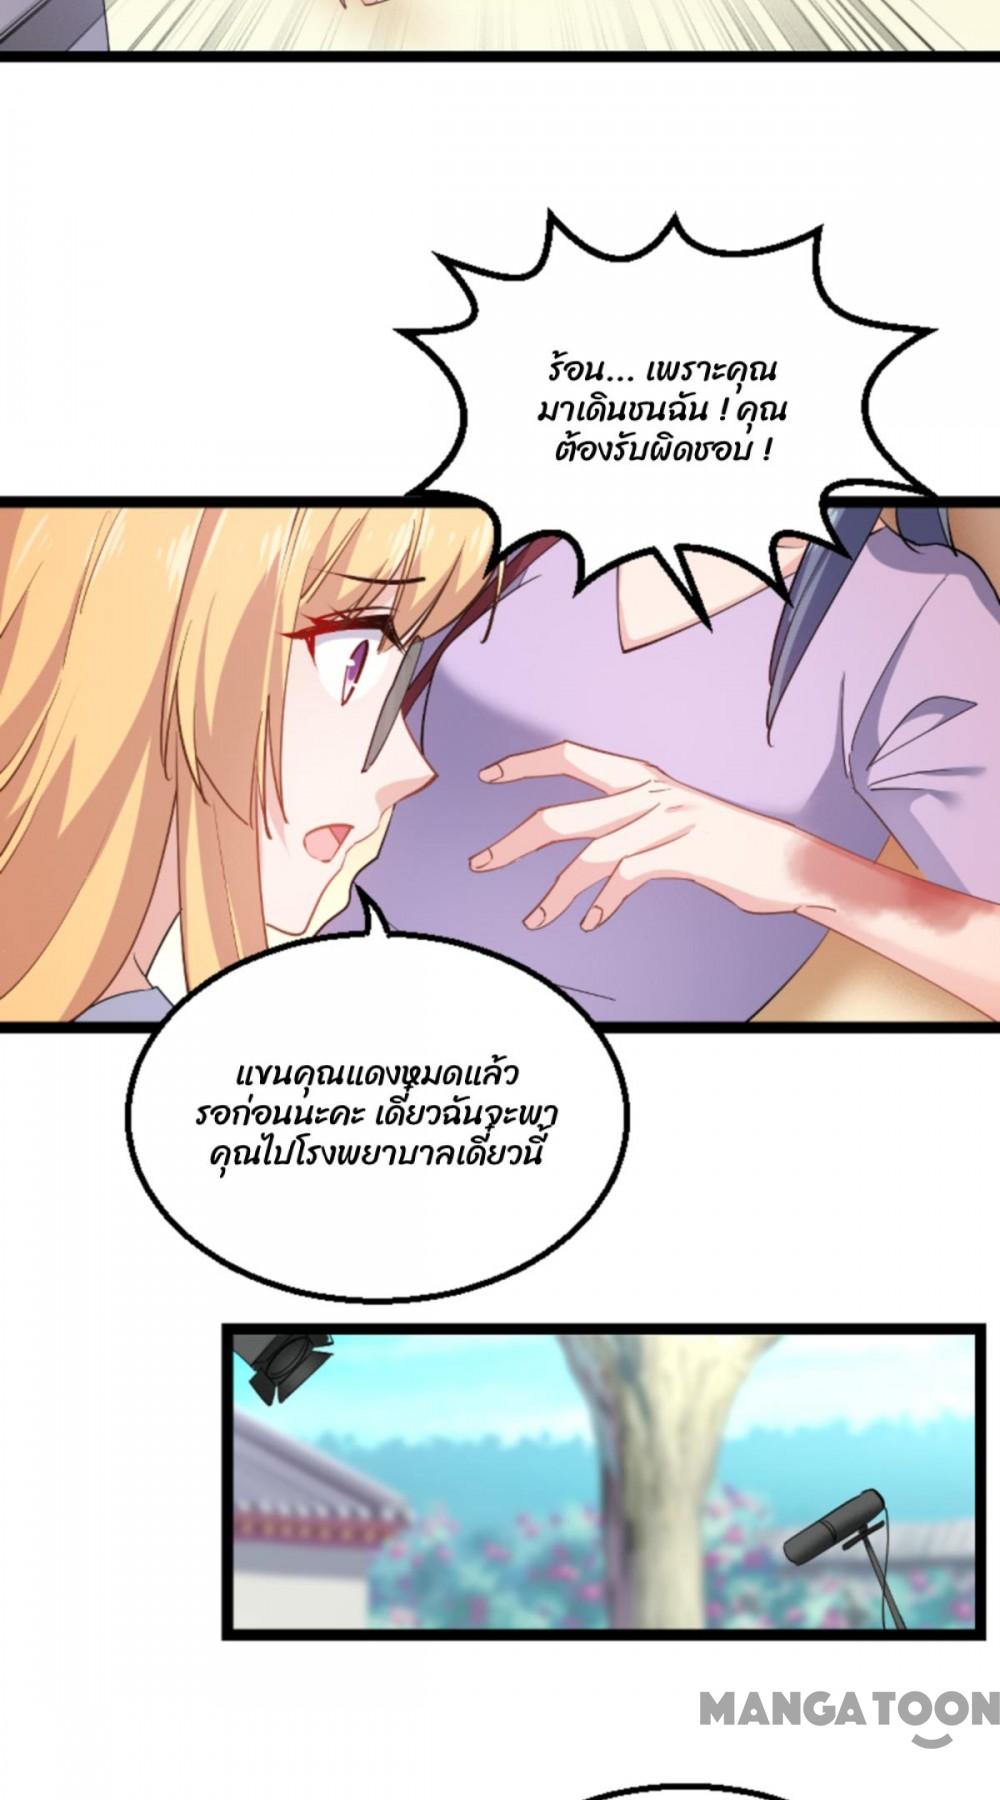 ร้อน... เพราะคุณ
มาเดินชนฉัน ! คุณ
ต้องรับผิดชอบ !
แขนคุณแดงหมดแล้ว
รอก่อนนะคะ เดี๋ยวฉันจะพา
คุณไปโรงพยาบาลเดี๋ยวนี้
MANGATOON